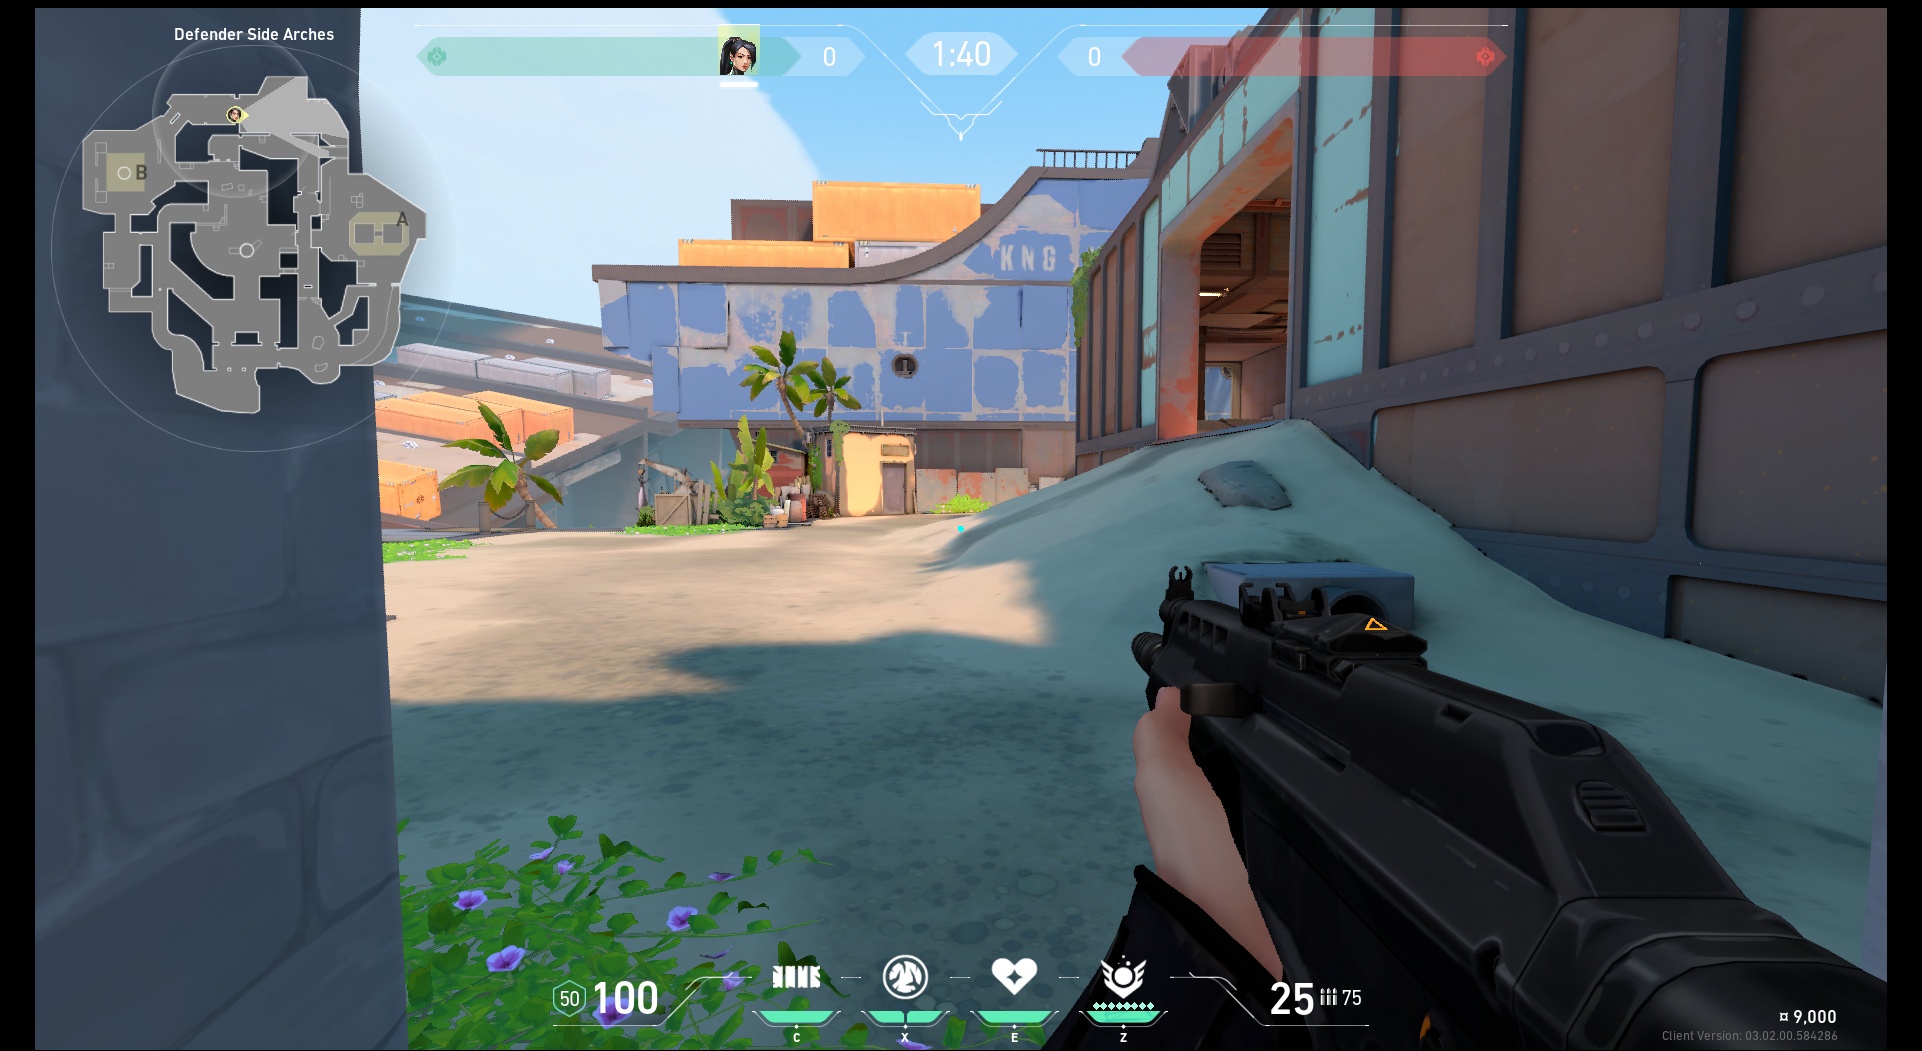 Defender Side Arches
0
1:40
0
B
A
KNG
50
100
25
75
C
X
E
Z
¤ 9,000
Client Version: 03.02.00.584286